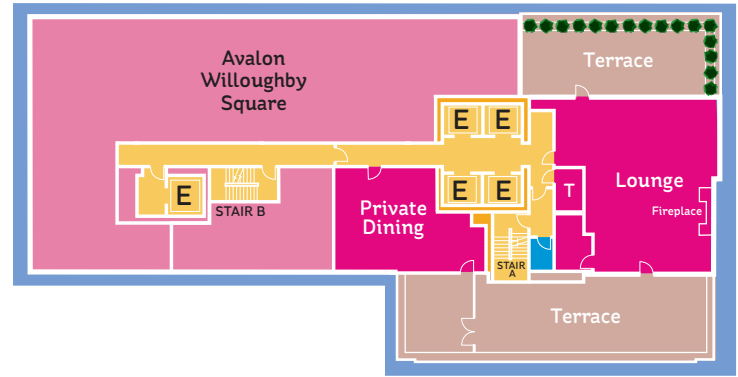 Avalon
Willoughby
Square
Terrace
E
E
E
E
E
T
Lounge
Fireplace
STAIR B
Private
Dining
STAIR
A
Terrace